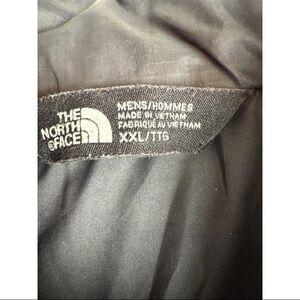 THE
NORTH
FACE
MENS/HOMMES
MADE IN VIETNAM
FABRIQUÉ AU VIETNAM
XXL/TTG